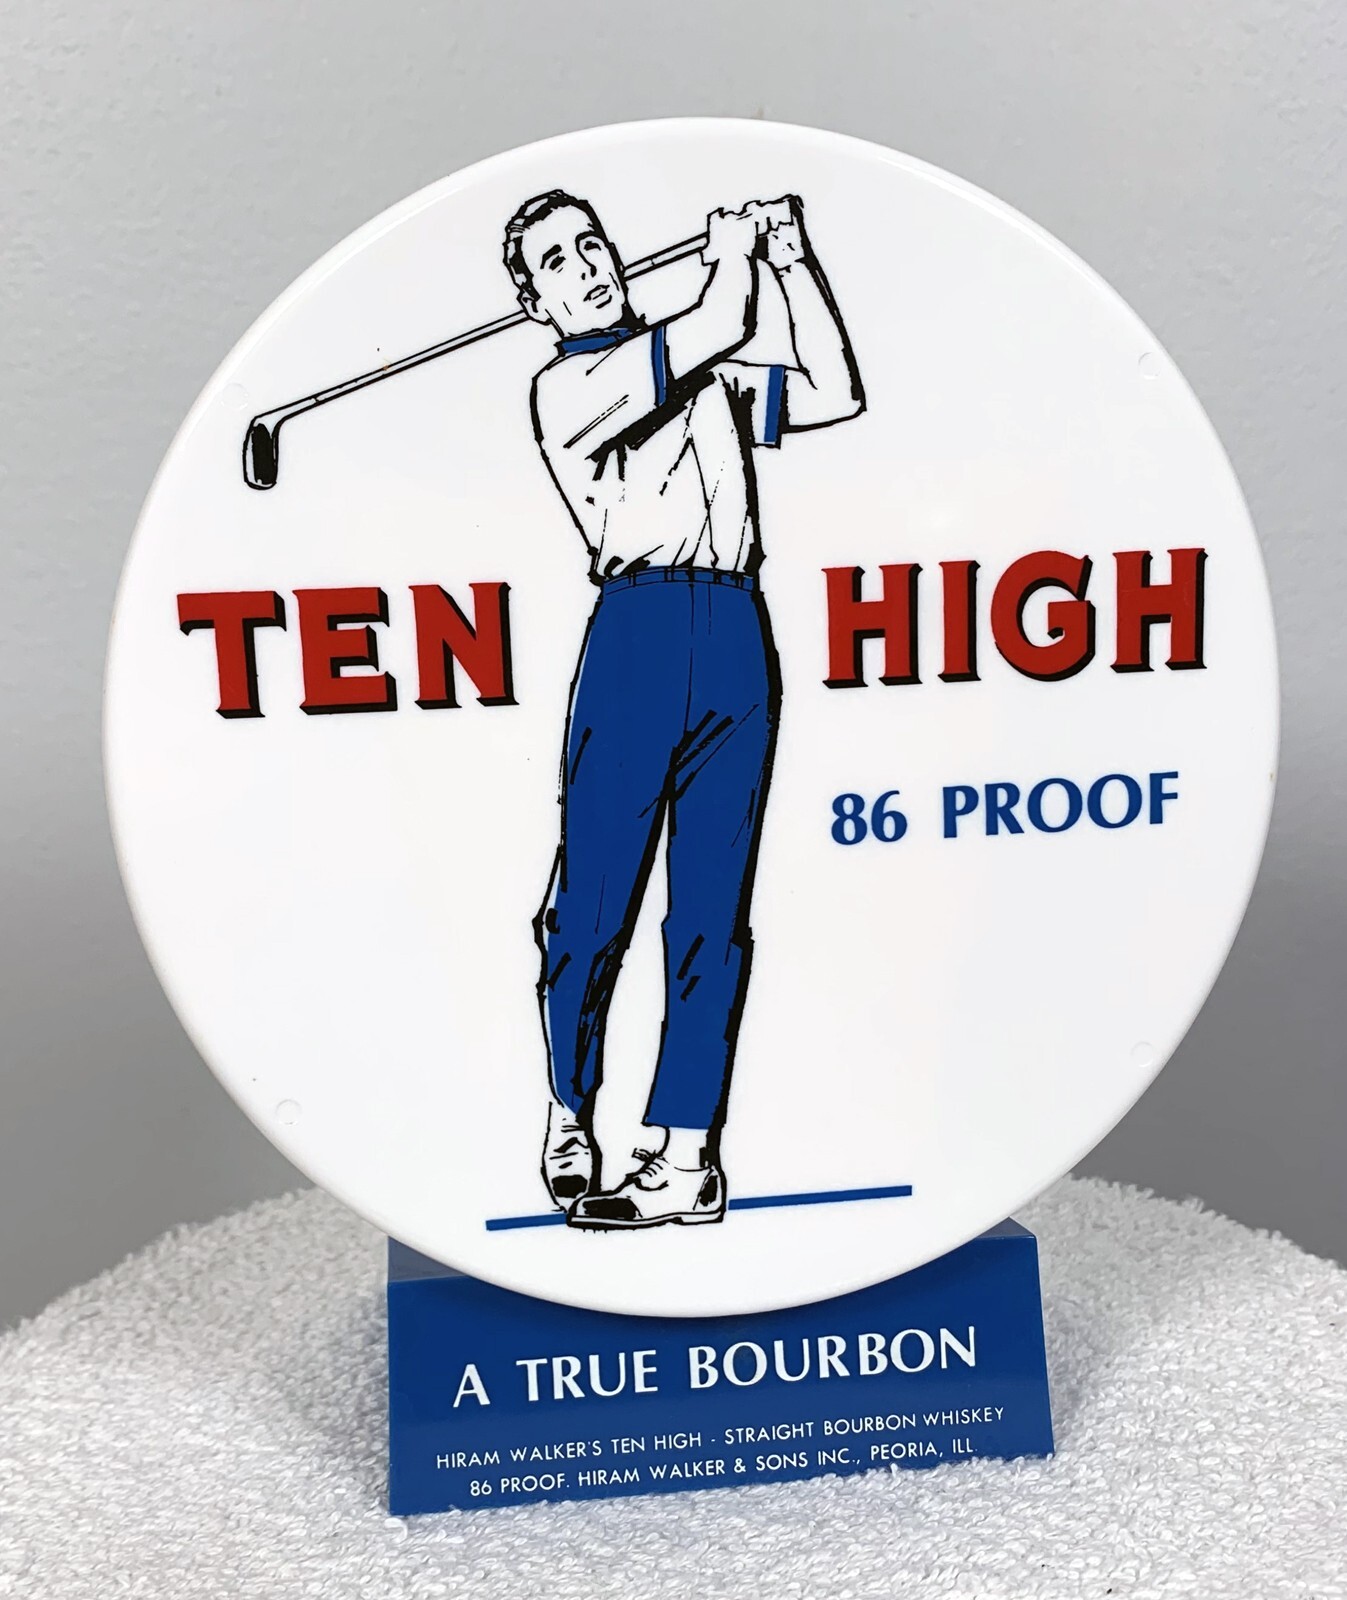 TEN HIGH
86 PROOF
A TRUE BOURBON
HIRAM WALKER'S TEN HIGH - STRAIGHT BOURBON WHISKEY
86 PROOF. HIRAM WALKER & SONS INC., PEORIA, ILL.